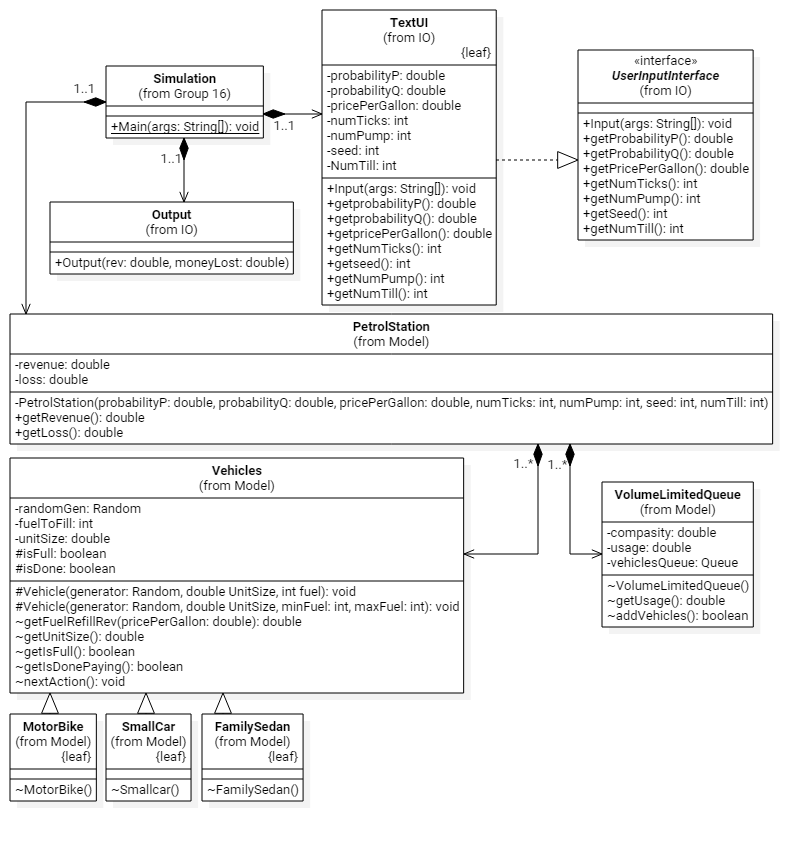 TextUI
(from IO)
{leaf}
-probabilityP: double
-probabilityQ: double
-pricePerGallon: double
-numTicks: int
-numPump: int
-seed: int
-NumTill: int
+Input(args: String[]): void
+getprobabilityP(): double
+getprobabilityQ(): double
+getpricePerGallon(): double
+getNumTicks(): int
+getseed(): int
+getNumPump(): int
+getNumTill(): int
«interface»
UserInputInterface
(from IO)
+Input(args: String[]): void
+getProbabilityP(): double
+getProbabilityQ(): double
+getPricePerGallon(): double
+getNumTicks(): int
+getNumPump(): int
+getSeed(): int
+getNumTill(): int
Simulation
(from Group 16)
+Main(args: String[]): void
1..1
1..1
1..1
Output
(from IO)
+Output(rev: double, moneyLost: double)
PetrolStation
(from Model)
-revenue: double
-loss: double
-PetrolStation(probabilityP: double, probabilityQ: double, pricePerGallon: double, numTicks: int, numPump: int, seed: int, numTill: int)
+getRevenue(): double
+getLoss(): double
1..*
1..*
Vehicles
(from Model)
-randomGen: Random
-fuelToFill: int
-unitSize: double
#isFull: boolean
#isDone: boolean
#Vehicle(generator: Random, double UnitSize, int fuel): void
#Vehicle(generator: Random, double UnitSize, minFuel: int, maxFuel: int): void
~getFuelRefillRev(pricePerGallon: double): double
~getUnitSize(): double
~getIsFull(): boolean
~getIsDonePaying(): boolean
~nextAction(): void
VolumeLimitedQueue
(from Model)
-compasity: double
-usage: double
-vehiclesQueue: Queue
~VolumeLimitedQueue()
~getUsage(): double
~addVehicles(): boolean
MotorBike
(from Model)
{leaf}
~MotorBike()
SmallCar
(from Model)
{leaf}
~Smallcar()
FamilySedan
(from Model)
{leaf}
~FamilySedan()